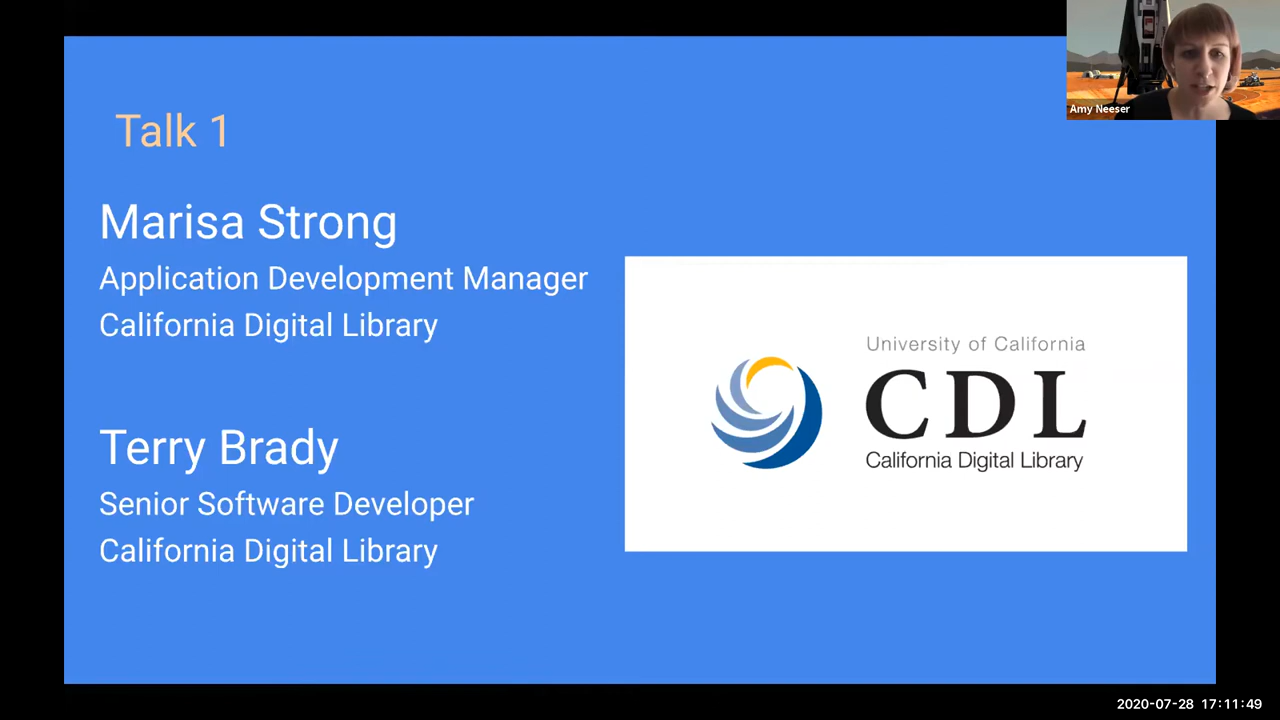 Talk 1
Marisa Strong
Application Development Manager
California Digital Library
Terry Brady
Senior Software Developer
California Digital Library
University of California
CDL
California Digital Library
Amy Neeser
2020-07-28 17:11:49